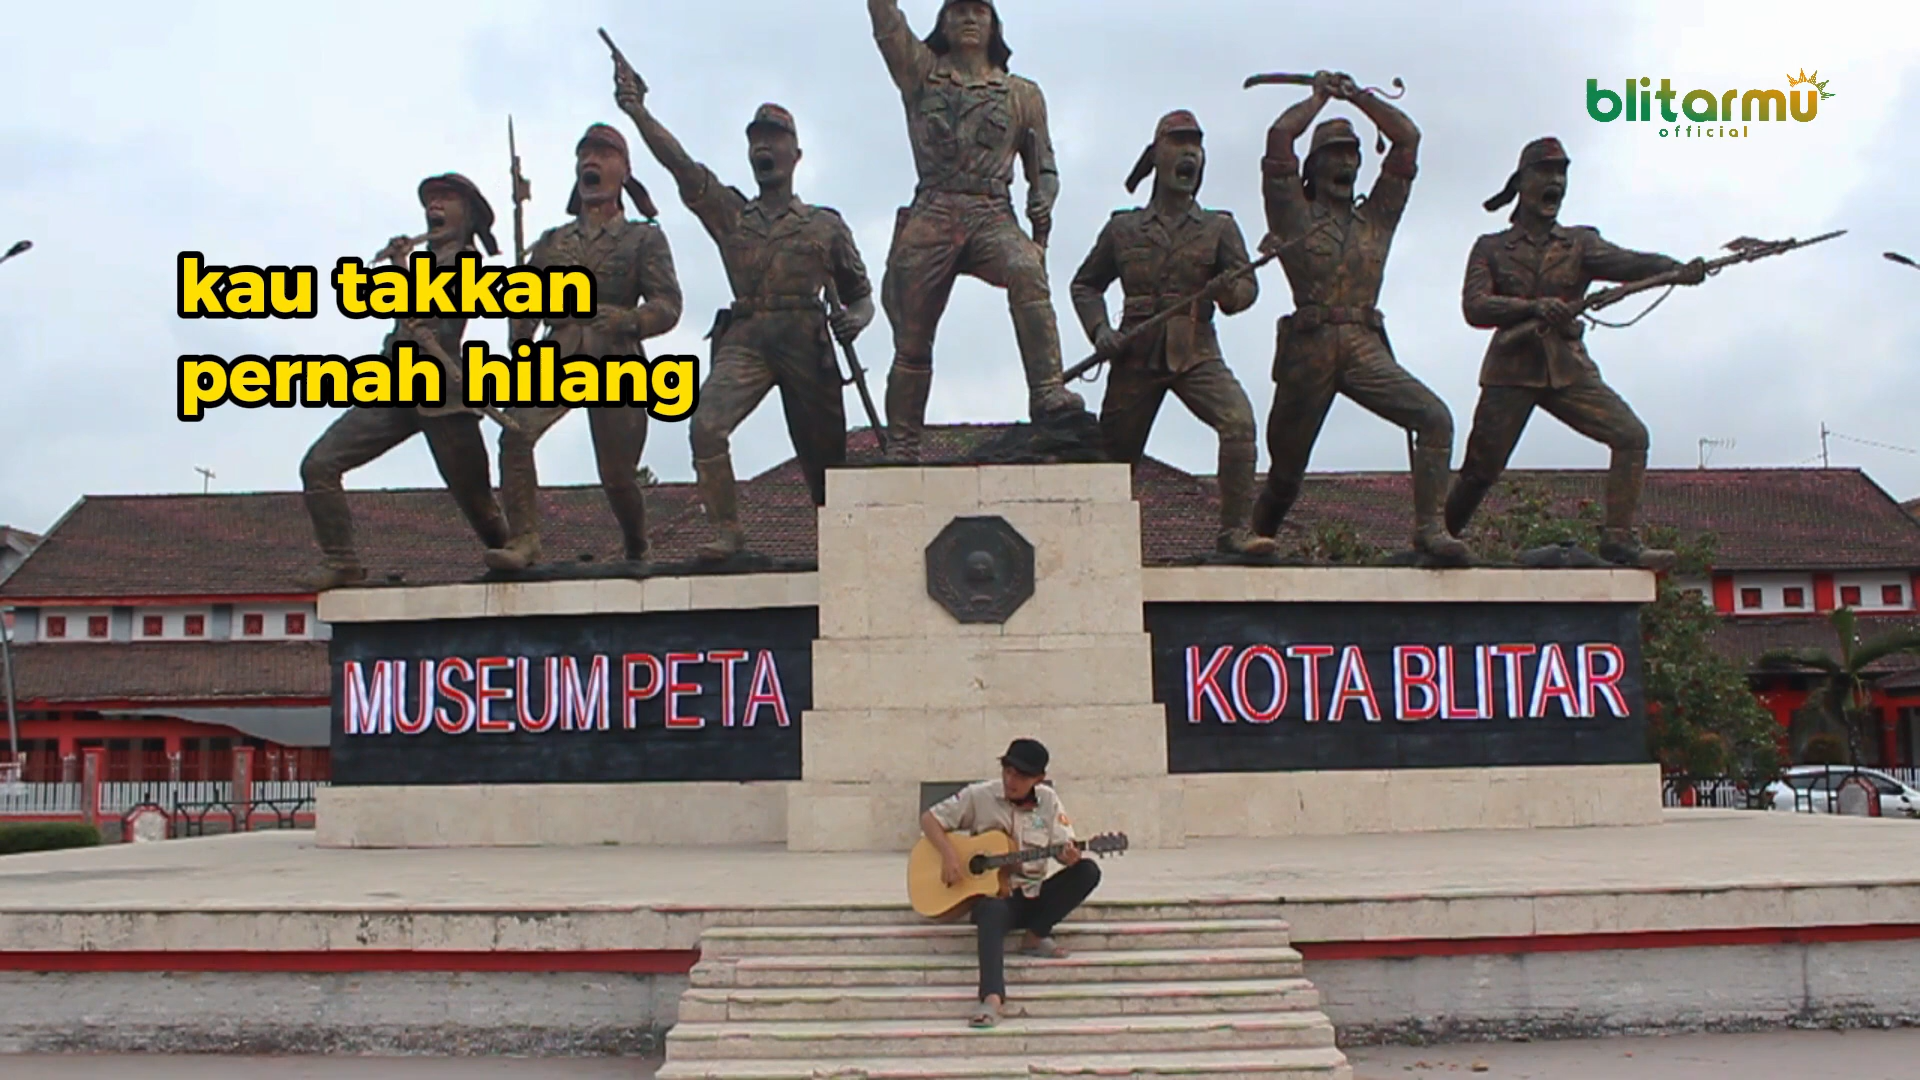 blitarmu
official
kau takkan
pernah hilang
MUSEUM PETA
KOTA BLITAR